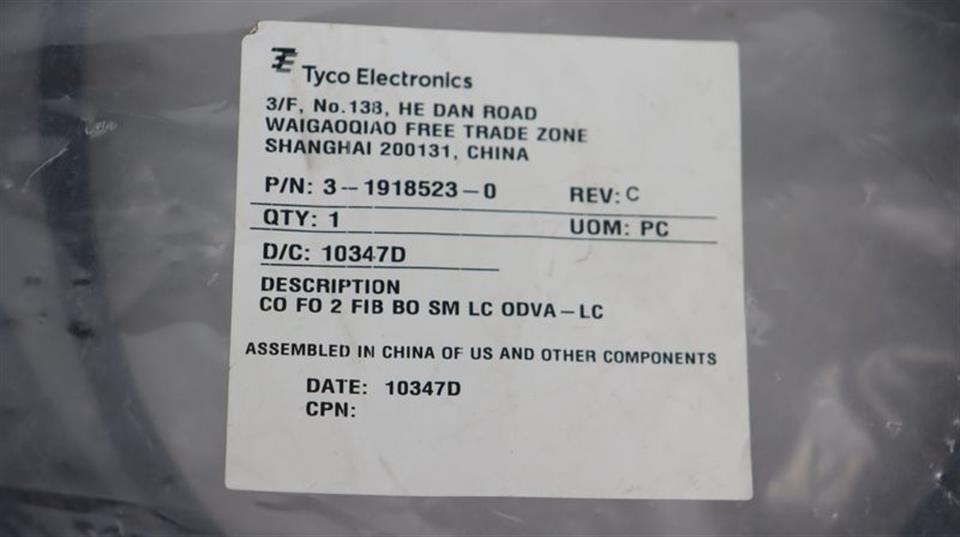 TE Tyco Electronics
3/F, No.138, HE DAN ROAD
WAIGAOQIAO FREE TRADE ZONE
SHANGHAI 200131, CHINA
P/N: 3-1918523-0 REV: C
QTY: 1 UOM: PC
D/C: 10347D
DESCRIPTION
CO FO 2 FIB BO SM LC ODVA-LC
ASSEMBLED IN CHINA OF US AND OTHER COMPONENTS
DATE: 10347D
CPN: